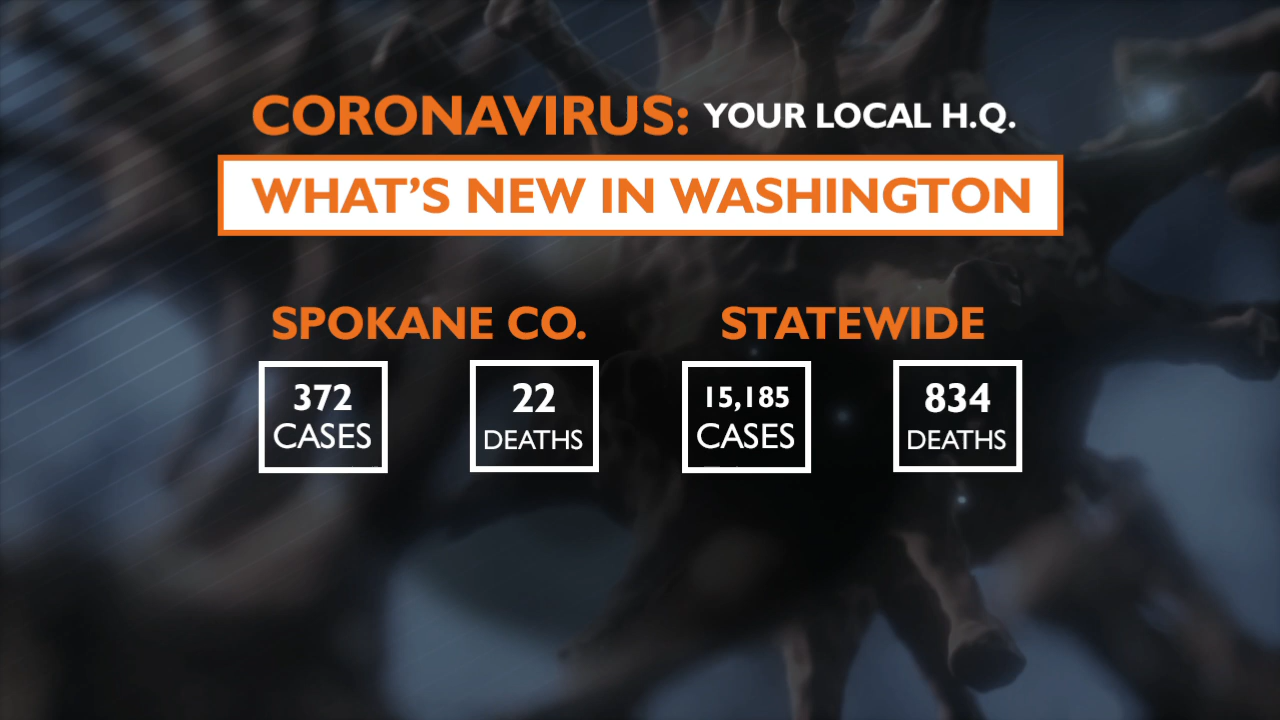 CORONAVIRUS: YOUR LOCAL H.Q.
WHAT'S NEW IN WASHINGTON
SPOKANE CO. STATEWIDE
372 22 15,185 834
CASES DEATHS CASES DEATHS